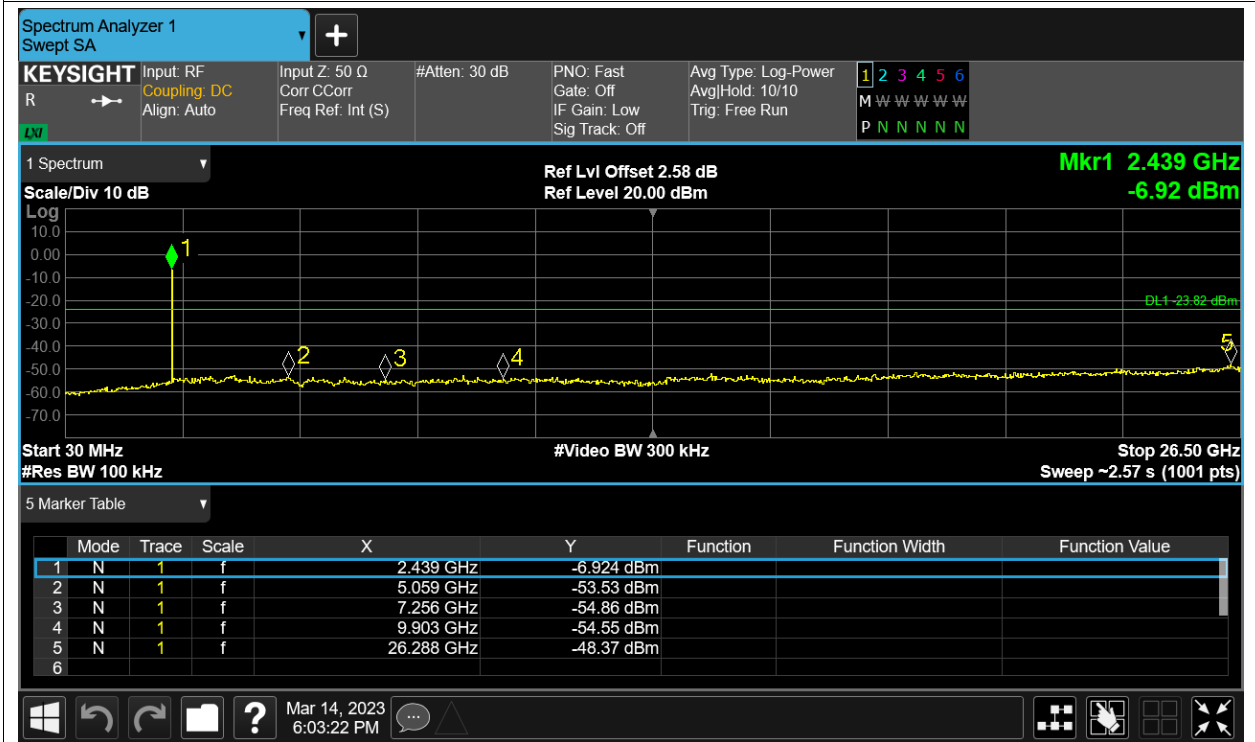 Spectrum Analyzer 1
Swept SA
+
KEYSIGHT Input: RF Input Z: 50 Ω #Atten: 30 dB PNO: Fast Avg Type: Log-Power 1 2 3 4 5 6
R Coupling: DC Corr CCorr Gate: Off Avg|Hold: 10/10 M W W W W W
Align: Auto Freq Ref: Int (S) IF Gain: Low Trig: Free Run
LXI Sig Track: Off P N N N N N
1 Spectrum Ref Lvl Offset 2.58 dB Mkr1 2.439 GHz
Scale/Div 10 dB Ref Level 20.00 dBm -6.92 dBm
Log
10.0
0.00 1
-10.0
-20.0 DL1 -23.82 dBm
-30.0
-40.0 2 3 4 5
-50.0
-60.0
-70.0
Start 30 MHz #Video BW 300 kHz Stop 26.50 GHz
#Res BW 100 kHz Sweep ~2.57 s (1001 pts)
5 Marker Table
Mode Trace Scale X Y Function Function Width Function Value
1 N 1 f 2.439 GHz -6.924 dBm
2 N 1 f 5.059 GHz -53.53 dBm
3 N 1 f 7.256 GHz -54.86 dBm
4 N 1 f 9.903 GHz -54.55 dBm
5 N 1 f 26.288 GHz -48.37 dBm
6
? Mar 14, 2023
6:03:22 PM